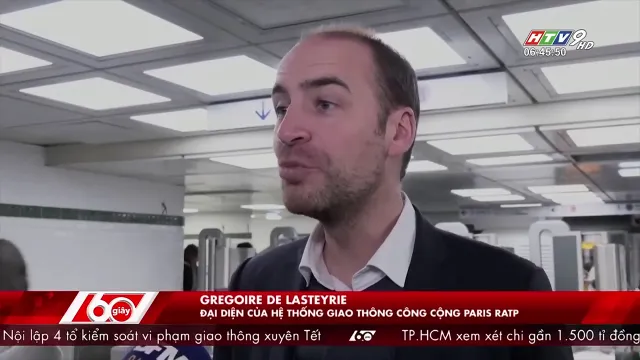 HTV9 HD
06:45:50
GREGOIRE DE LASTEYRIE
60 giây
ĐẠI DIỆN CỦA HỆ THỐNG GIAO THÔNG CÔNG CỘNG PARIS RATP
Nội lập 4 tổ kiểm soát vi phạm giao thông xuyên Tết 60 TP.HCM xem xét chi gần 1.500 tỉ đồng